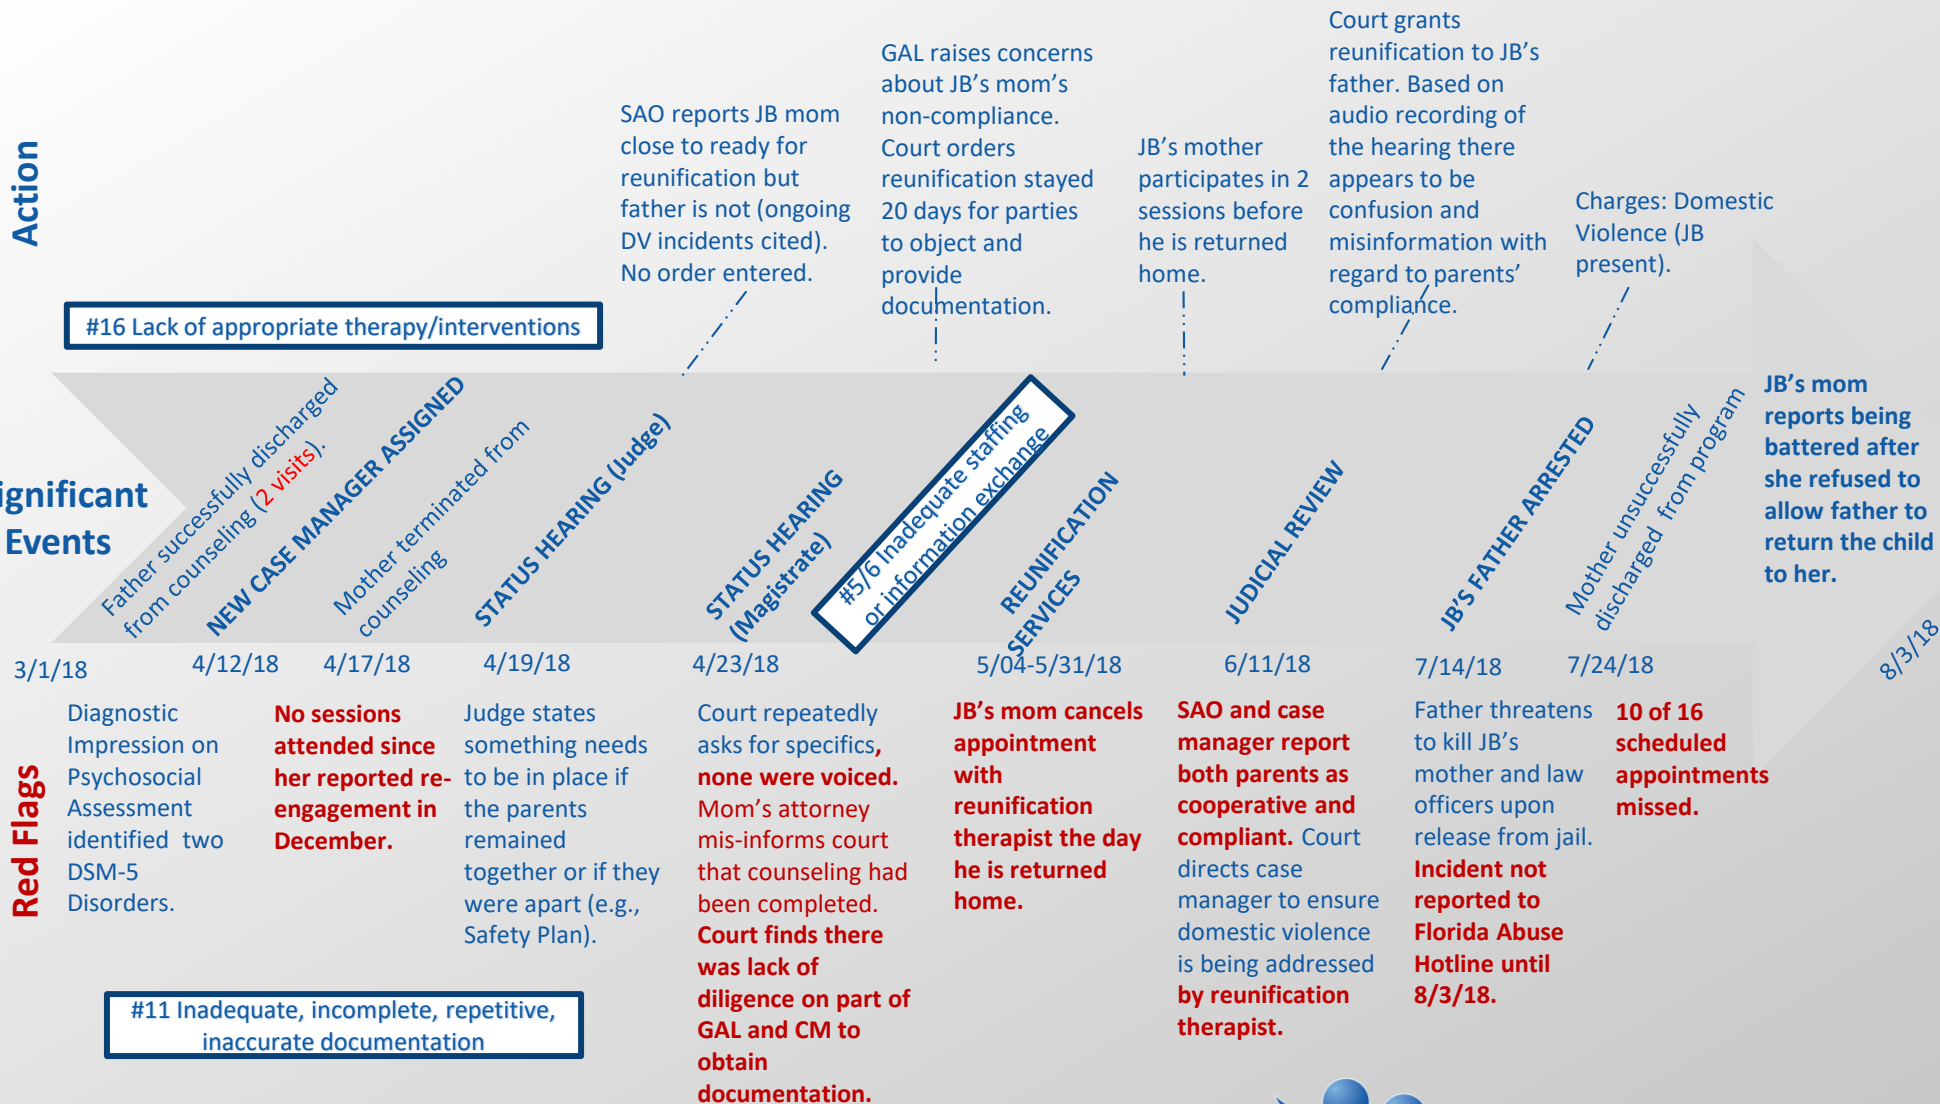 Action
SAO reports JB mom
close to ready for
reunification but
father is not (ongoing
DV incidents cited).
No order entered.
GAL raises concerns
about JB’s mom’s
non-compliance.
Court orders
reunification stayed
20 days for parties
to object and
provide
documentation.
JB’s mother
participates in 2
sessions before
he is returned
home.
Court grants
reunification to JB’s
father. Based on
audio recording of
the hearing there
appears to be
confusion and
misinformation with
regard to parents’
compliance.
Charges: Domestic
Violence (JB
present).
#16 Lack of appropriate therapy/interventions
ignificant
Events
Father successfully discharged
from counseling (2 visits).
NEW CASE MANAGER ASSIGNED
Mother terminated from
counseling
STATUS HEARING (Judge)
STATUS HEARING
(Magistrate)
#5/6 Inadequate staffing
or information exchange
REUNIFICATION
SERVICES
JUDICIAL REVIEW
JB’S FATHER ARRESTED
Mother unsuccessfully
discharged from program
JB’s mom
reports being
battered after
she refused to
allow father to
return the child
to her.
3/1/18
4/12/18
4/17/18
4/19/18
4/23/18
5/04-5/31/18
6/11/18
7/14/18
7/24/18
8/3/18
Red Flags
Diagnostic
Impression on
Psychosocial
Assessment
identified two
DSM-5
Disorders.
No sessions
attended since
her reported re-
engagement in
December.
Judge states
something needs
to be in place if
the parents
remained
together or if they
were apart (e.g.,
Safety Plan).
Court repeatedly
asks for specifics,
none were voiced.
Mom’s attorney
mis-informs court
that counseling had
been completed.
Court finds there
was lack of
diligence on part of
GAL and CM to
obtain
documentation.
JB’s mom cancels
appointment
with
reunification
therapist the day
he is returned
home.
SAO and case
manager report
both parents as
cooperative and
compliant. Court
directs case
manager to ensure
domestic violence
is being addressed
by reunification
therapist.
Father threatens
to kill JB’s
mother and law
officers upon
release from jail.
Incident not
reported to
Florida Abuse
Hotline until
8/3/18.
10 of 16
scheduled
appointments
missed.
#11 Inadequate, incomplete, repetitive,
inaccurate documentation